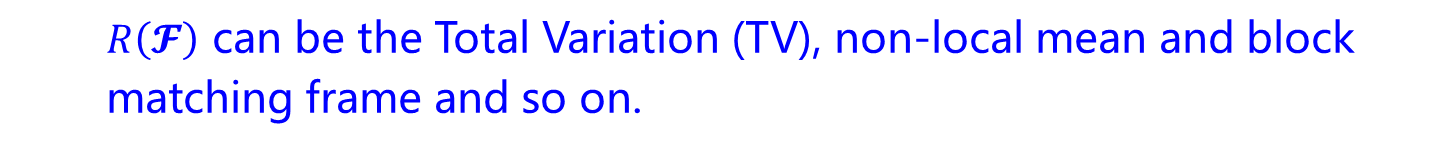 R(𝓕) can be the Total Variation (TV), non-local mean and block
matching frame and so on.